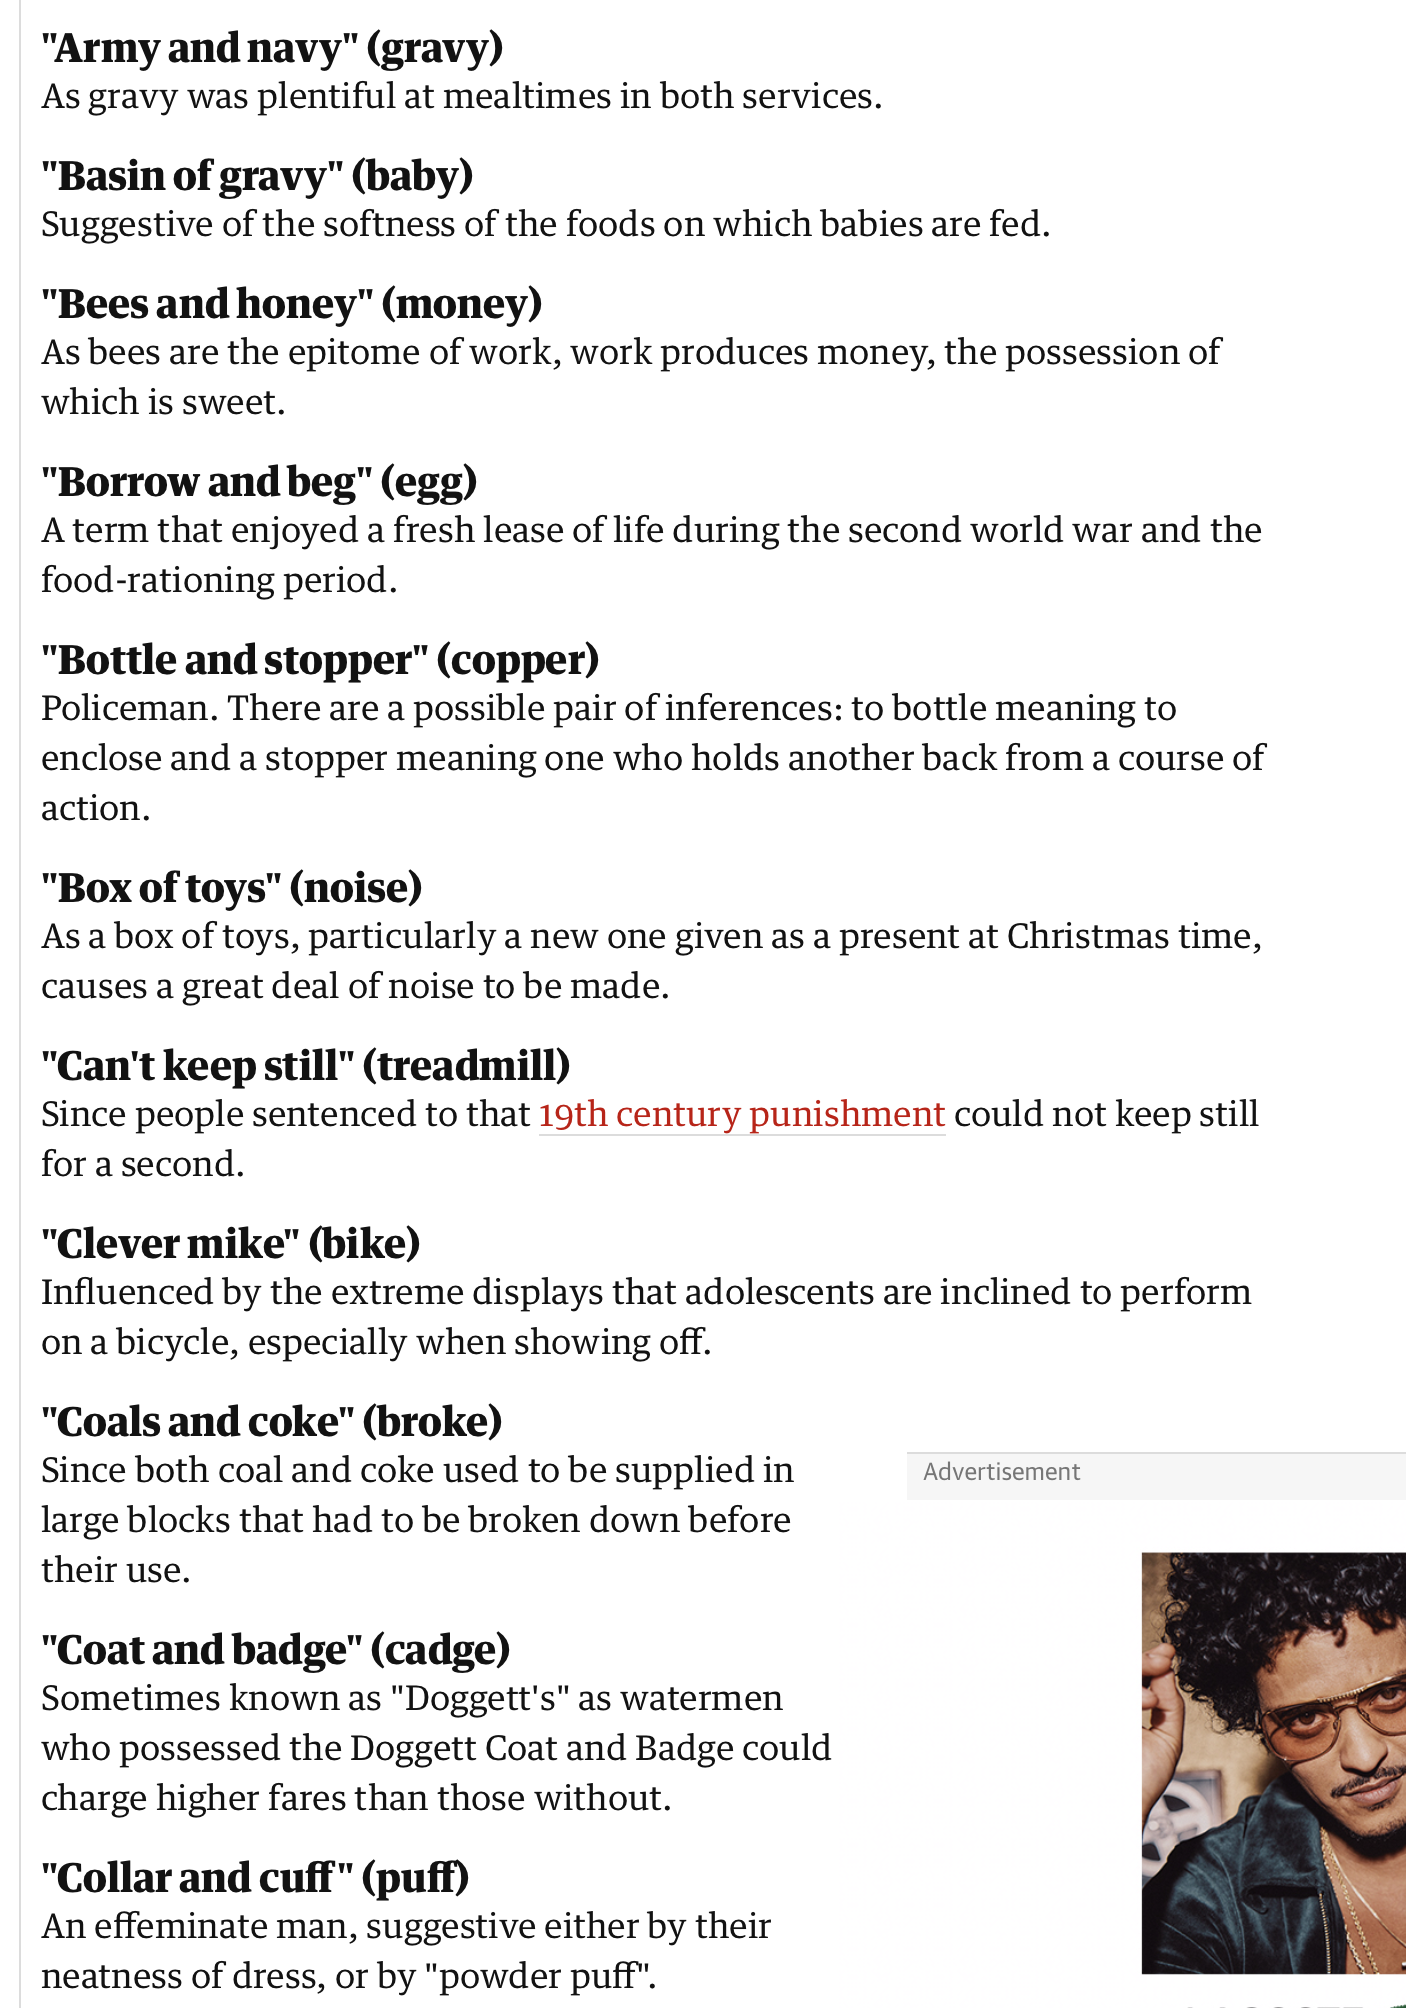 "Army and navy" (gravy)
As gravy was plentiful at mealtimes in both services.
"Basin of gravy" (baby)
Suggestive of the softness of the foods on which babies are fed.
"Bees and honey" (money)
As bees are the epitome of work, work produces money, the possession of
which is sweet.
"Borrow and beg" (egg)
A term that enjoyed a fresh lease of life during the second world war and the
food-rationing period.
"Bottle and stopper" (copper)
Policeman. There are a possible pair of inferences: to bottle meaning to
enclose and a stopper meaning one who holds another back from a course of
action.
"Box of toys" (noise)
As a box of toys, particularly a new one given as a present at Christmas time,
causes a great deal of noise to be made.
"Can't keep still" (treadmill)
Since people sentenced to that 19th century punishment could not keep still
for a second.
"Clever mike" (bike)
Influenced by the extreme displays that adolescents are inclined to perform
on a bicycle, especially when showing off.
"Coals and coke" (broke)
Since both coal and coke used to be supplied in
large blocks that had to be broken down before
their use.
"Coat and badge" (cadge)
Sometimes known as "Doggett's" as watermen
who possessed the Doggett Coat and Badge could
charge higher fares than those without.
"Collar and cuff" (puff)
An effeminate man, suggestive either by their
neatness of dress, or by "powder puff".
Advertisement